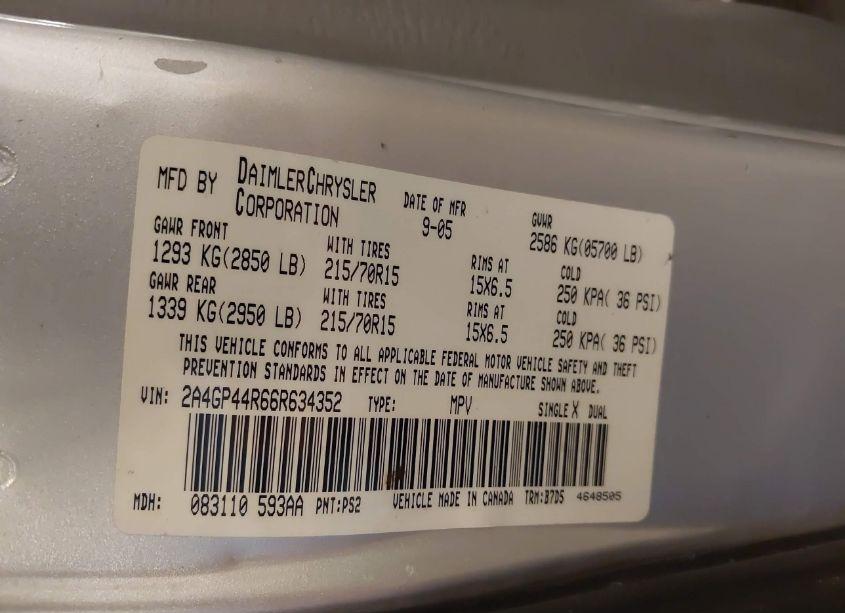 MFD BY DAIMLERCHRYSLER CORPORATION DATE OF MFR 9-05 GVWR 2586 KG(05700 LB)
GAWR FRONT WITH TIRES RIMS AT COLD
1293 KG(2850 LB) 215/70R15 15X6.5 250 KPA( 36 PSI)
GAWR REAR WITH TIRES RIMS AT COLD
1339 KG(2950 LB) 215/70R15 15X6.5 250 KPA( 36 PSI)
THIS VEHICLE CONFORMS TO ALL APPLICABLE FEDERAL MOTOR VEHICLE SAFETY AND THEFT
PREVENTION STANDARDS IN EFFECT ON THE DATE OF MANUFACTURE SHOWN ABOVE.
VIN: 2A4GP44R66R634352 TYPE: MPV SINGLE X DUAL
MDH: 083110 593AA PNT:PS2 VEHICLE MADE IN CANADA TRM:B7D5 4648505